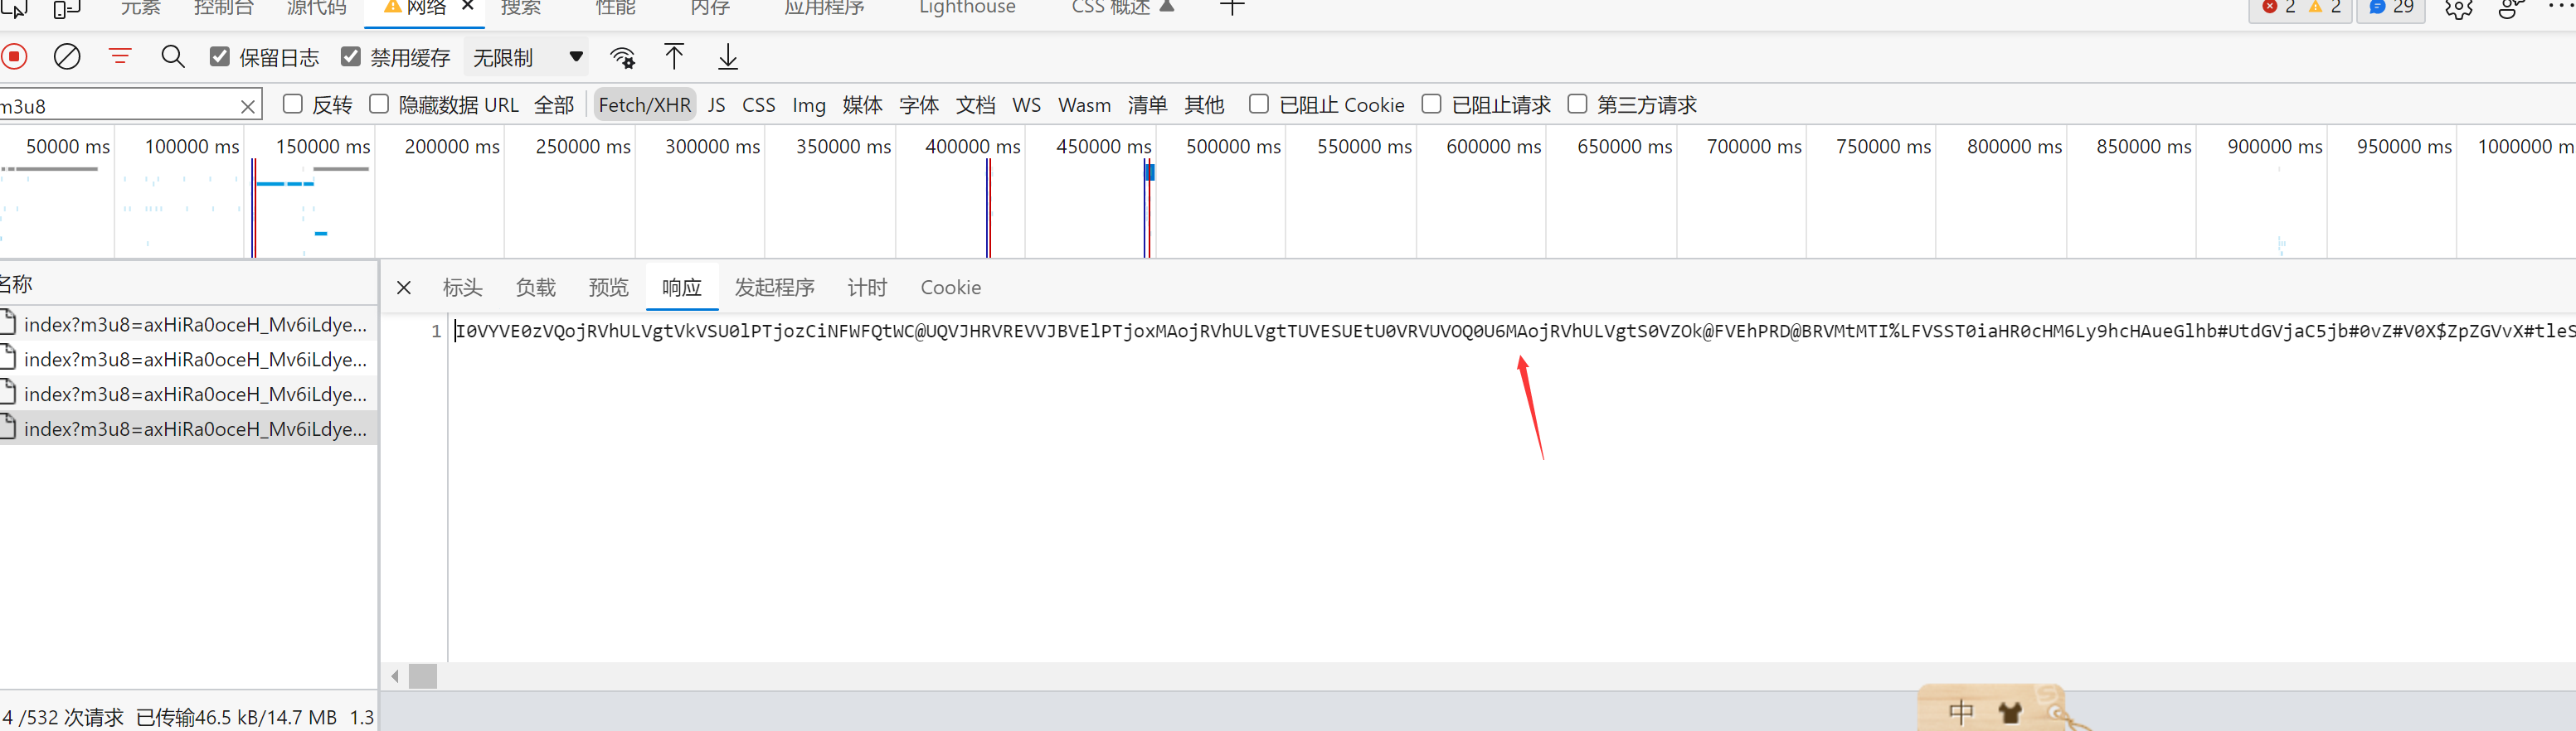 元素 控制台 源代码 网络 × 搜索 性能 内存 应用程序 Lighthouse CSS 概述 + 2 2 29
保留日志 禁用缓存 无限制
m3u8 反转 隐藏数据 URL 全部 Fetch/XHR JS CSS Img 媒体 字体 文档 WS Wasm 清单 其他 已阻止 Cookie 已阻止请求 第三方请求
50000 ms 100000 ms 150000 ms 200000 ms 250000 ms 300000 ms 350000 ms 400000 ms 450000 ms 500000 ms 550000 ms 600000 ms 650000 ms 700000 ms 750000 ms 800000 ms 850000 ms 900000 ms 950000 ms 1000000 m
名称 × 标头 负载 预览 响应 发起程序 计时 Cookie
index?m3u8=axHiRa0oceH_Mv6iLdye...
1 I0VYVE0zVQojRVhULVgtVkVSU0lPTjozCiNFWFQtWC@UQVJHRVREVVJBVElPTjoxMAojRVhULVgtTUVESUEtU0VRVUVOQ0U6MAojRVhULVgtS0VZOk@FVEhPRD@BRVMtMTI%LFVSST0iaHR0cHM6Ly9hcHAueGlhb#UtdGVjaC5jb#0vZ#V0X$ZpZGVvX#tleS
index?m3u8=axHiRa0oceH_Mv6iLdye...
index?m3u8=axHiRa0oceH_Mv6iLdye...
index?m3u8=axHiRa0oceH_Mv6iLdye...
4 /532 次请求 已传输46.5 kB/14.7 MB 1.3
中